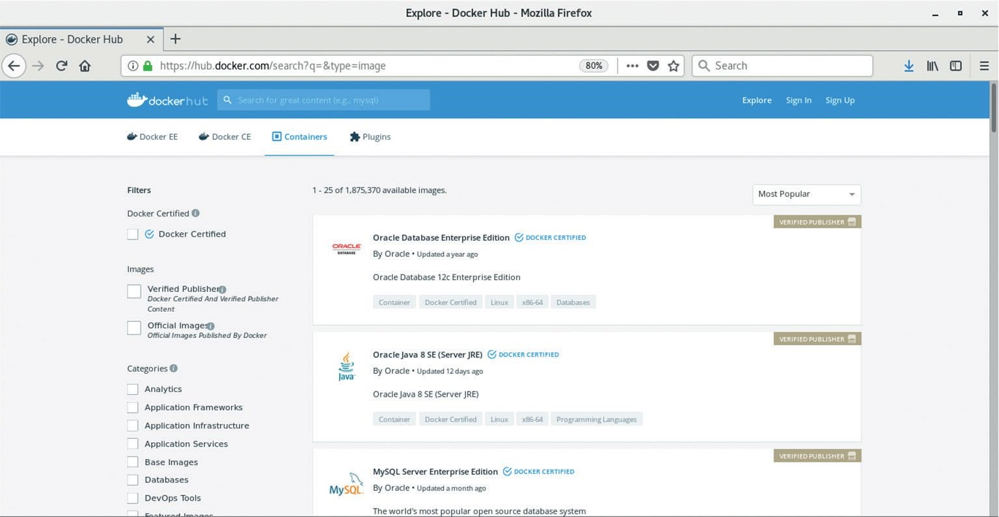 Explore - Docker Hub - Mozilla Firefox
Explore - Docker Hub
https://hub.docker.com/search?q=&type=image
80%
Search
dockerhub
Search for great content (e.g., mysql)
Explore
Sign In
Sign Up
Docker EE
Docker CE
Containers
Plugins
Filters
Docker Certified
Docker Certified
Images
Verified Publisher
Docker Certified And Verified Publisher
Content
Official Images
Official Images Published By Docker
Categories
Analytics
Application Frameworks
Application Infrastructure
Application Services
Base Images
Databases
DevOps Tools
Featured Images
1 - 25 of 1,875,370 available images.
Most Popular
VERIFIED PUBLISHER
ORACLE
DATABASE
Oracle Database Enterprise Edition DOCKER CERTIFIED
By Oracle • Updated a year ago
Oracle Database 12c Enterprise Edition
Container Docker Certified Linux x86-64 Databases
VERIFIED PUBLISHER
Java
Oracle Java 8 SE (Server JRE) DOCKER CERTIFIED
By Oracle • Updated 12 days ago
Oracle Java 8 SE (Server JRE)
Container Docker Certified Linux x86-64 Programming Languages
VERIFIED PUBLISHER
MySQL
MySQL Server Enterprise Edition DOCKER CERTIFIED
By Oracle • Updated a month ago
The world's most popular open source database system